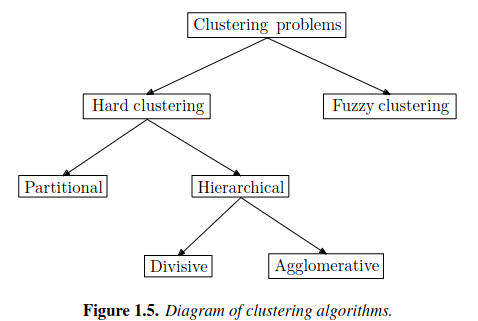 Clustering problems
Hard clustering
Fuzzy clustering
Partitional
Hierarchical
Divisive
Agglomerative
Figure 1.5. Diagram of clustering algorithms.